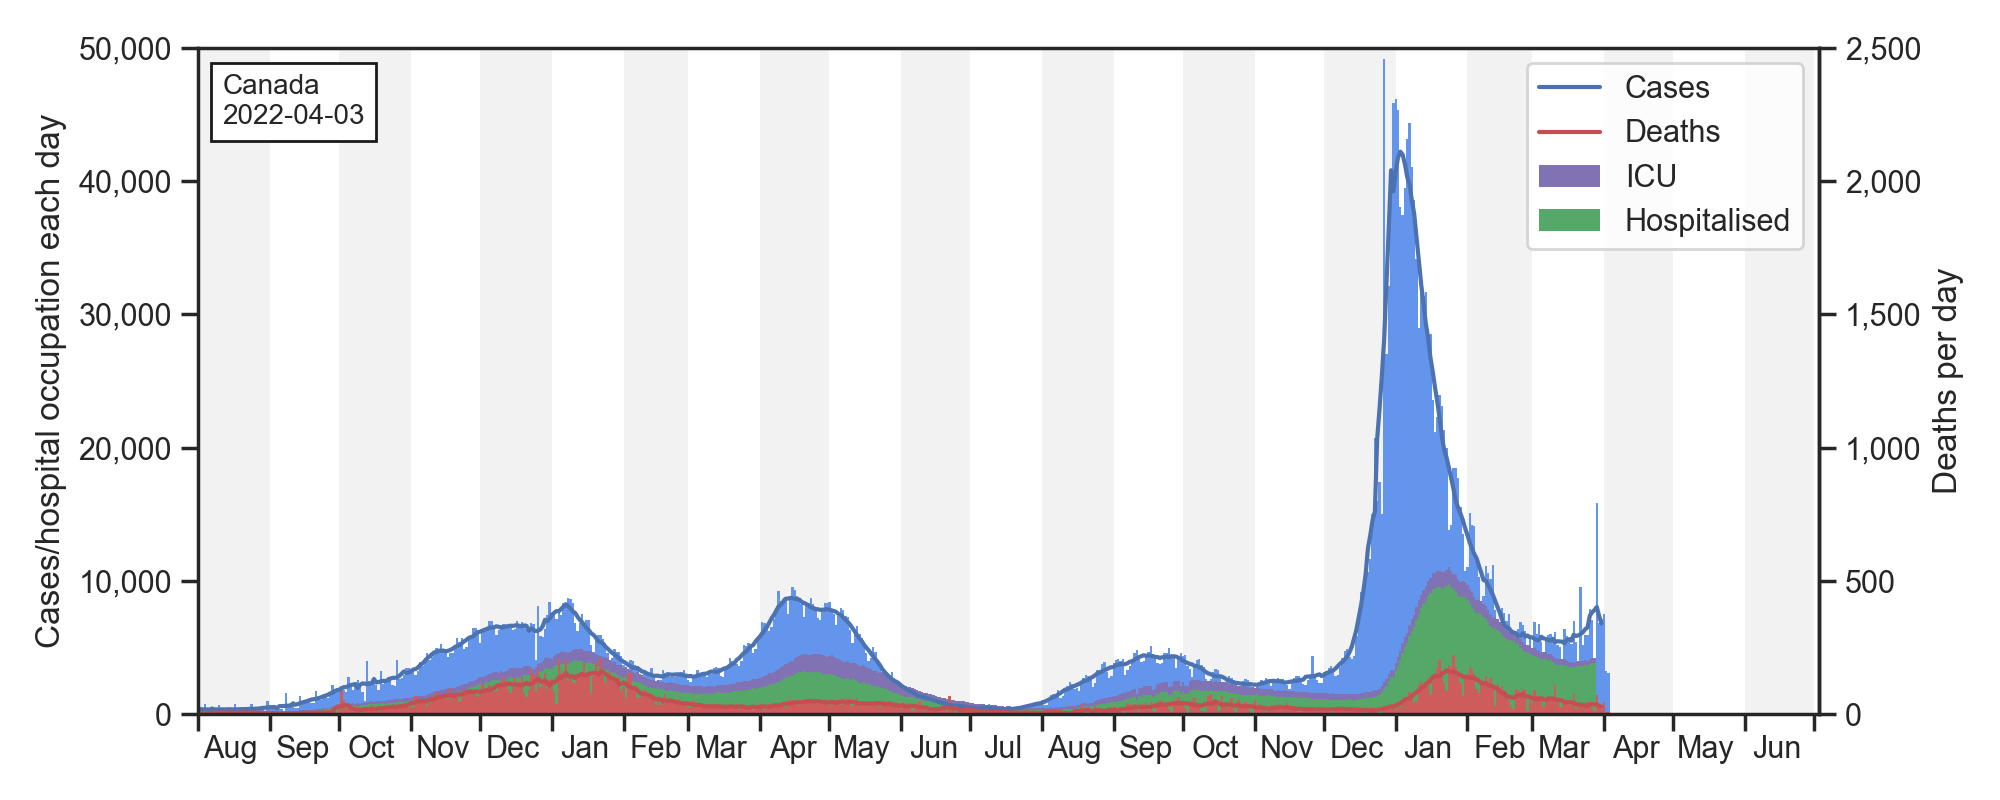 Canada
2022-04-03
Cases/hospital occupation each day
50,000
40,000
30,000
20,000
10,000
0
Cases
Deaths
ICU
Hospitalised
2,500
2,000
1,500
1,000
500
0
Deaths per day
Aug Sep Oct Nov Dec Jan Feb Mar Apr May Jun Jul Aug Sep Oct Nov Dec Jan Feb Mar Apr May Jun